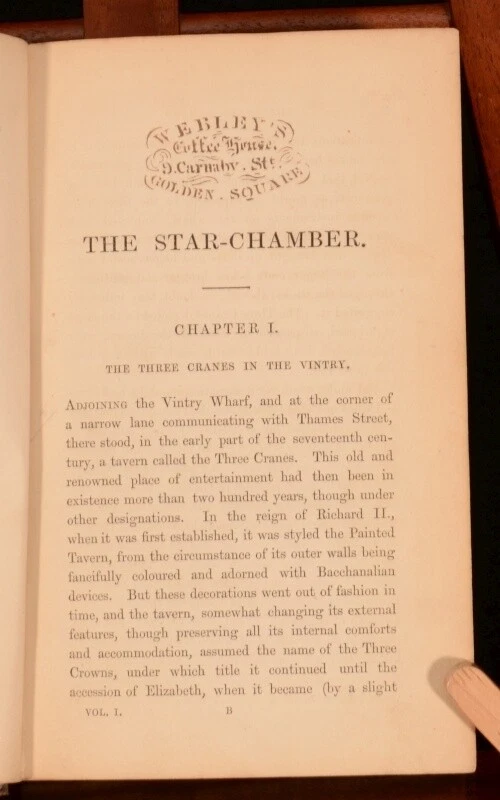 WEBLEY'S
Coffee House.
9. Carnaby. St.
GOLDEN. SQUARE
THE STAR-CHAMBER.
CHAPTER I.
THE THREE CRANES IN THE VINTRY.
ADJOINING the Vintry Wharf, and at the corner of
a narrow lane communicating with Thames Street,
there stood, in the early part of the seventeenth cen-
tury, a tavern called the Three Cranes. This old and
renowned place of entertainment had then been in
existence more than two hundred years, though under
other designations. In the reign of Richard II.,
when it was first established, it was styled the Painted
Tavern, from the circumstance of its outer walls being
fancifully coloured and adorned with Bacchanalian
devices. But these decorations went out of fashion in
time, and the tavern, somewhat changing its external
features, though preserving all its internal comforts
and accommodation, assumed the name of the Three
Crowns, under which title it continued until the
accession of Elizabeth, when it became (by a slight
VOL. I.
B